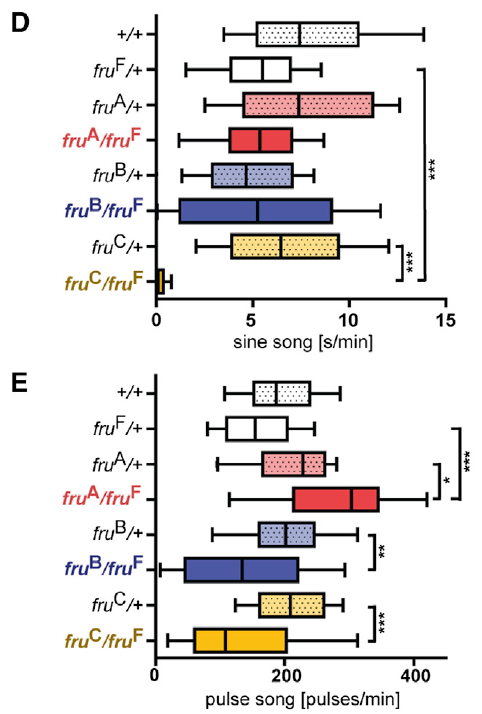 D
+/+
fruF/+
fruA/+
fruA/fruF
fruB/+
fruB/fruF
fruC/+
fruC/fruF
***
***
0 5 10 15
sine song [s/min]
E
+/+
fruF/+
fruA/+
fruA/fruF
fruB/+
fruB/fruF
fruC/+
fruC/fruF
***
*
**
***
0 200 400
pulse song [pulses/min]